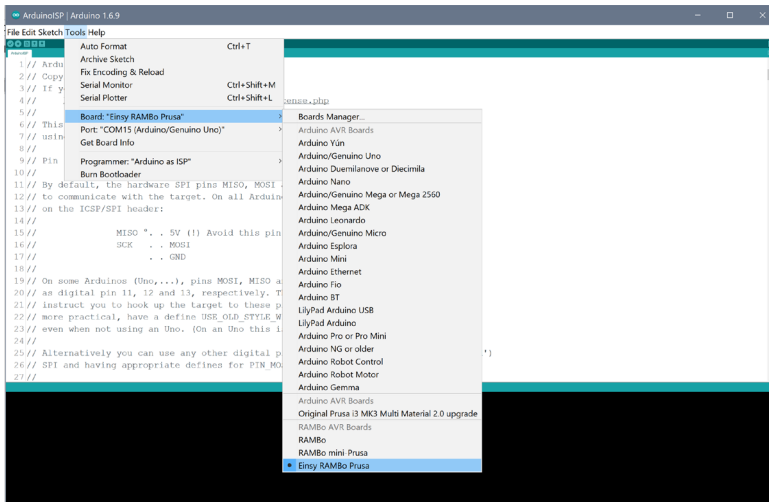 ArduinoISP | Arduino 1.6.9
File Edit Sketch Tools Help
Auto Format Ctrl+T
Archive Sketch
Fix Encoding & Reload
Serial Monitor Ctrl+Shift+M
Serial Plotter Ctrl+Shift+L
Board: "Einsy RAMBo Prusa"
Port: "COM15 (Arduino/Genuino Uno)"
Get Board Info
Programmer: "Arduino as ISP"
Burn Bootloader
Boards Manager...
Arduino AVR Boards
Arduino Yún
Arduino/Genuino Uno
Arduino Duemilanove or Diecimila
Arduino Nano
Arduino/Genuino Mega or Mega 2560
Arduino Mega ADK
Arduino Leonardo
Arduino/Genuino Micro
Arduino Esplora
Arduino Mini
Arduino Ethernet
Arduino Fio
Arduino BT
LilyPad Arduino USB
LilyPad Arduino
Arduino Pro or Pro Mini
Arduino NG or older
Arduino Robot Control
Arduino Robot Motor
Arduino Gemma
Arduino AVR Boards
Original Prusa i3 MK3 Multi Material 2.0 upgrade
RAMBo AVR Boards
RAMBo
RAMBo mini-Prusa
Einsy RAMBo Prusa
1 // Ardu
2 // Copy
3 // If y
4 // ense.php
5 //
6 // This
7 // usin
8 //
9 // Pin
10 //
11 // By default, the hardware SPI pins MISO, MOSI
12 // to communicate with the target. On all Arduin
13 // on the ICSP/SPI header:
14 //
15 // MISO °. . 5V (!) Avoid this pin
16 // SCK . . MOSI
17 // . . GND
18 //
19 // On some Arduinos (Uno,...), pins MOSI, MISO a
20 // as digital pin 11, 12 and 13, respectively. T
21 // instruct you to hook up the target to these p
22 // more practical, have a define USE_OLD_STYLE_W
23 // even when not using an Uno. (On an Uno this i
24 //
25 // Alternatively you can use any other digital p ')
26 // SPI and having appropriate defines for PIN_MO
27 //